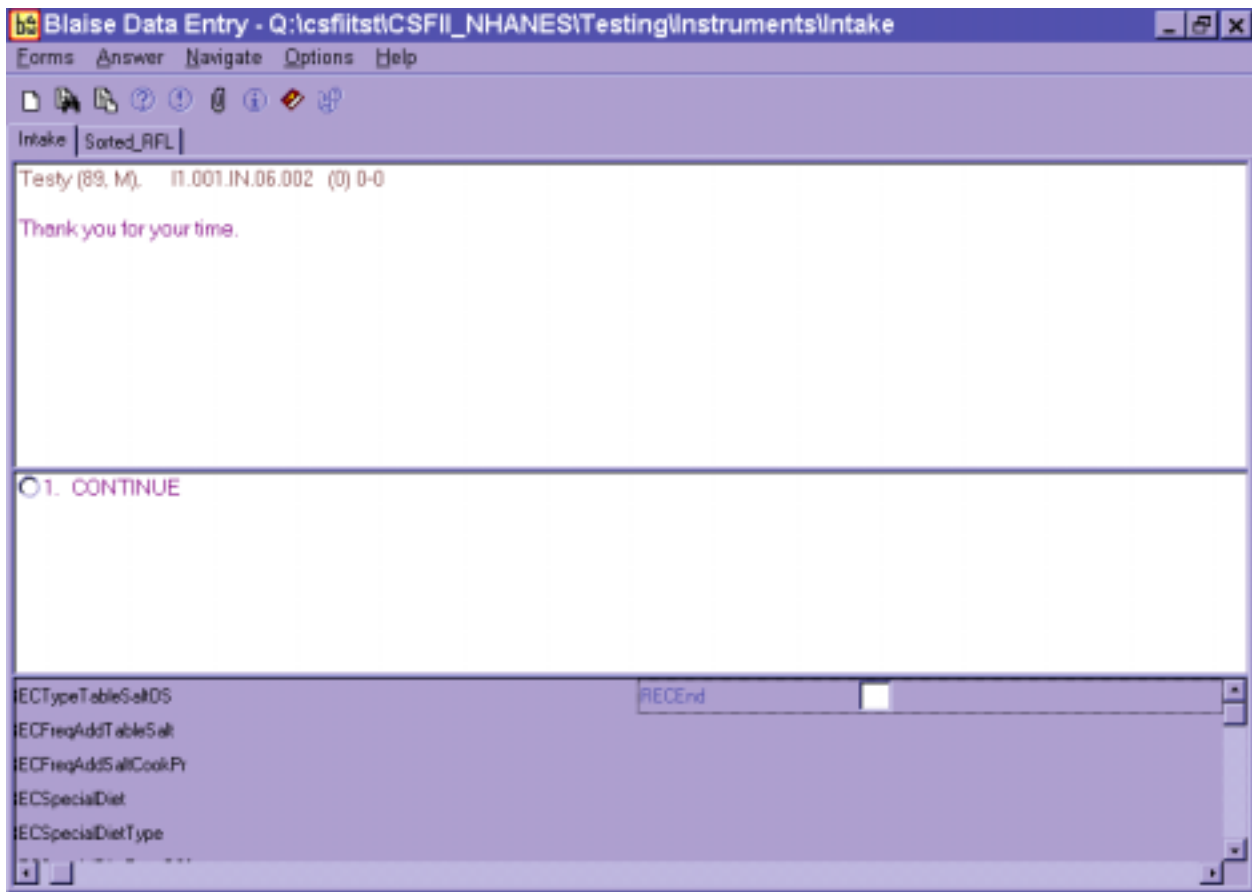 Blaise Data Entry - Q:\csfiitst\CSFII_NHANES\Testing\Instruments\Intake
Forms Answer Navigate Options Help
Intake Sorted_RFL
Testy (89, M), I1.001.IN.06.002 (0) 0-0
Thank you for your time.
1. CONTINUE
ECTypeTableSaltOS RECEnd
ECFreqAddTableSalt
ECFreqAddSaltCookPr
ECSpecialDiet
ECSpecialDietType